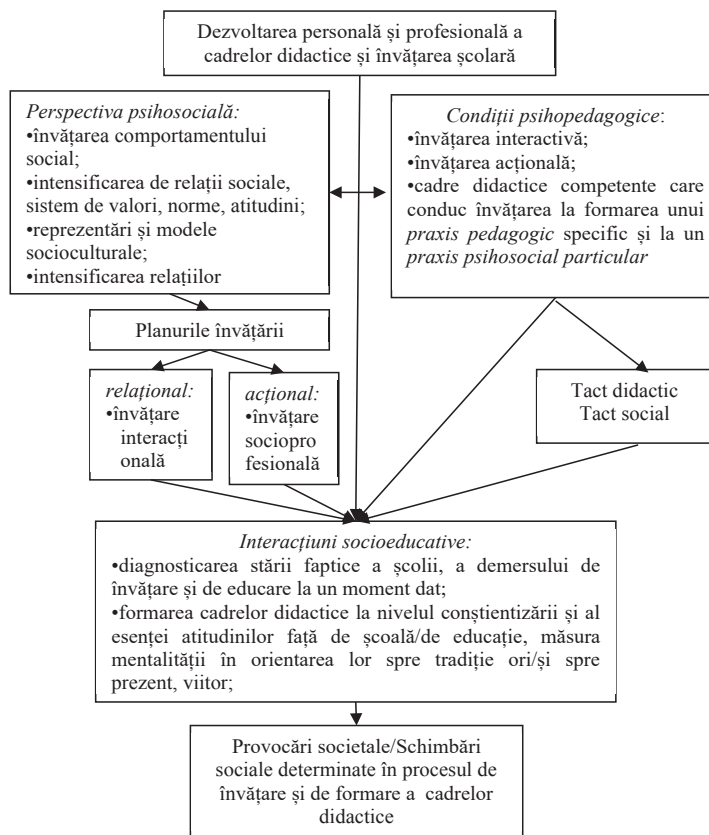 Dezvoltarea personală și profesională a
cadrelor didactice și învățarea școlară
Perspectiva psihosocială:
•învățarea comportamentului
social;
•intensificarea de relații sociale,
sistem de valori, norme, atitudini;
•reprezentări și modele
socioculturale;
•intensificarea relațiilor
Condiții psihopedagogice:
•învățarea interactivă;
•învățarea acțională;
•cadre didactice competente care
conduc învățarea la formarea unui
praxis pedagogic specific și la un
praxis psihosocial particular
Planurile învățării
relațional:
•învățare
interacți
onală
acțional:
•învățare
sociopro
fesională
Tact didactic
Tact social
Interacțiuni socioeducative:
•diagnosticarea stării faptice a școlii, a demersului de
învățare și de educare la un moment dat;
•formarea cadrelor didactice la nivelul conștientizării și al
esenței atitudinilor față de școală/de educație, măsura
mentalității în orientarea lor spre tradiție ori/și spre
prezent, viitor;
Provocări societale/Schimbări
sociale determinate în procesul de
învățare și de formare a cadrelor
didactice